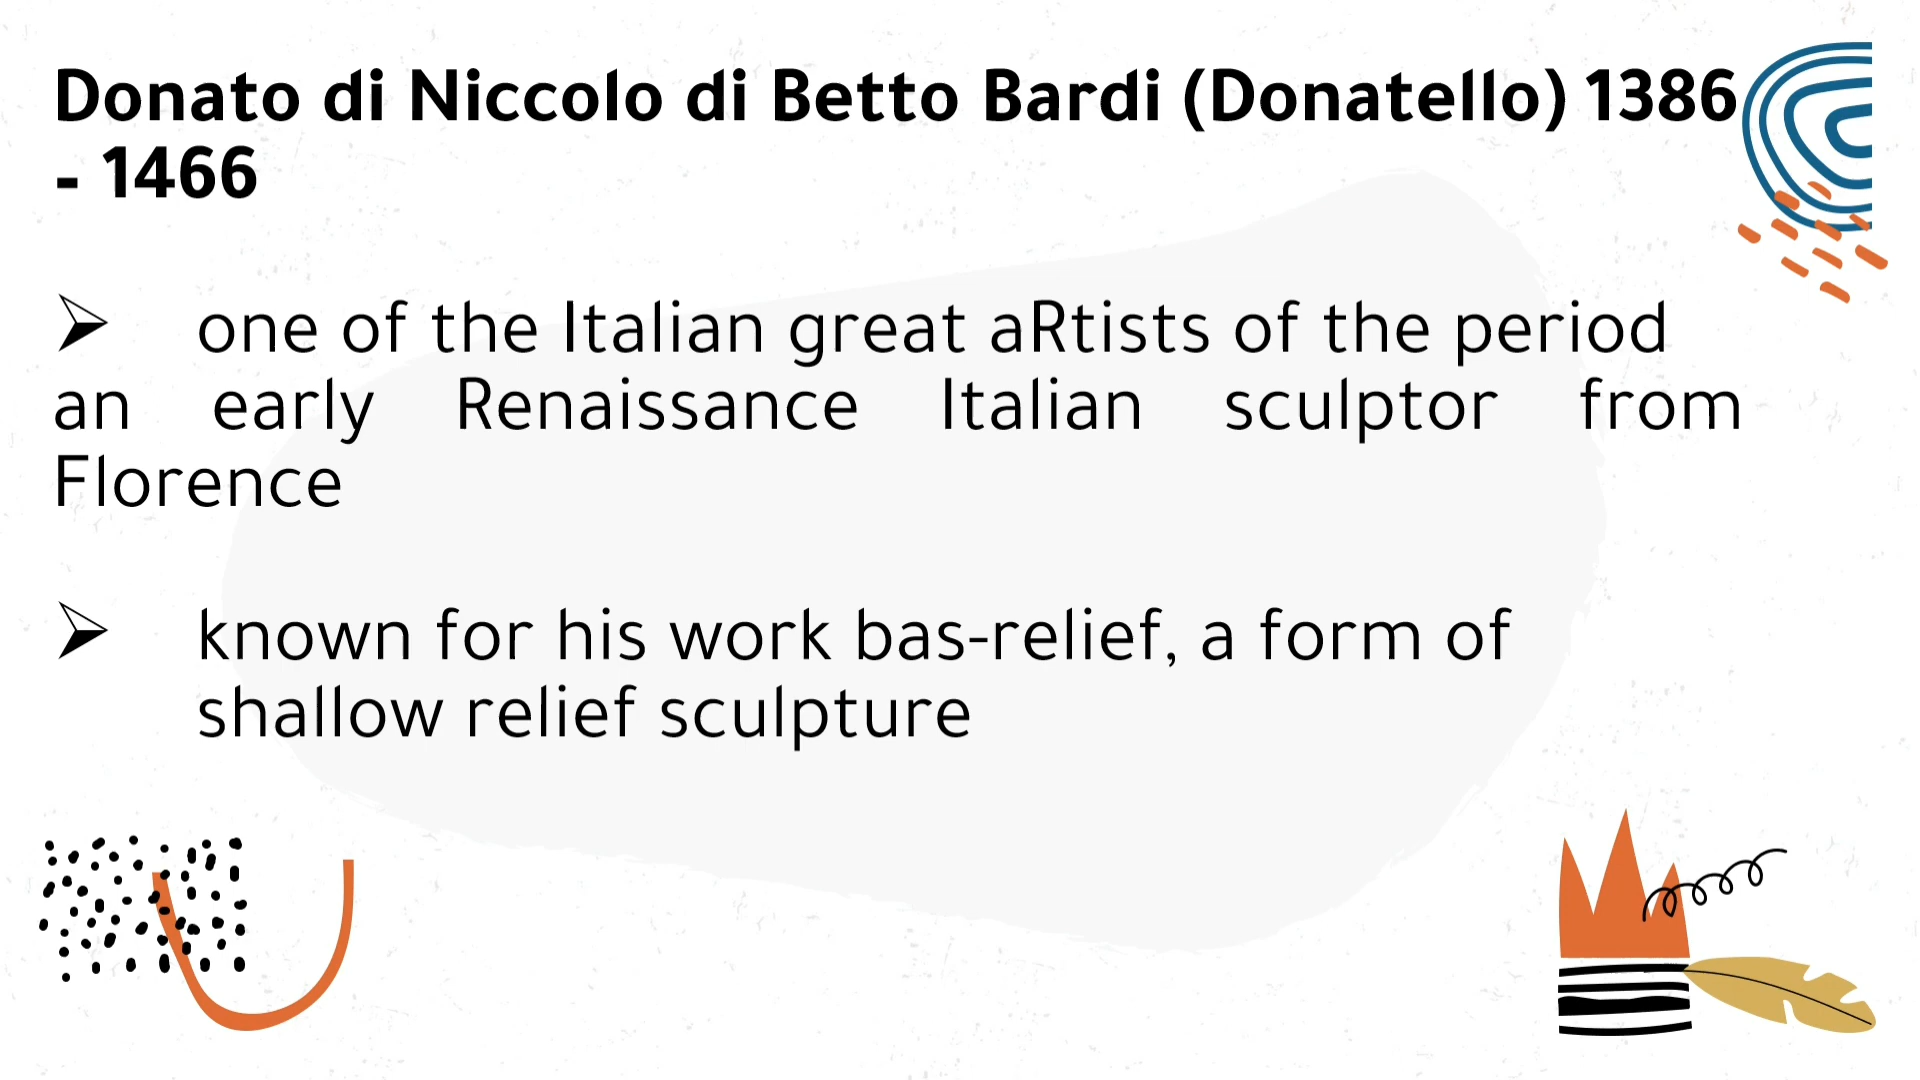 Donato di Niccolo di Betto Bardi (Donatello) 1386
- 1466
➢ one of the Italian great aRtists of the period
an early Renaissance Italian sculptor from
Florence
➢ known for his work bas-relief, a form of
shallow relief sculpture